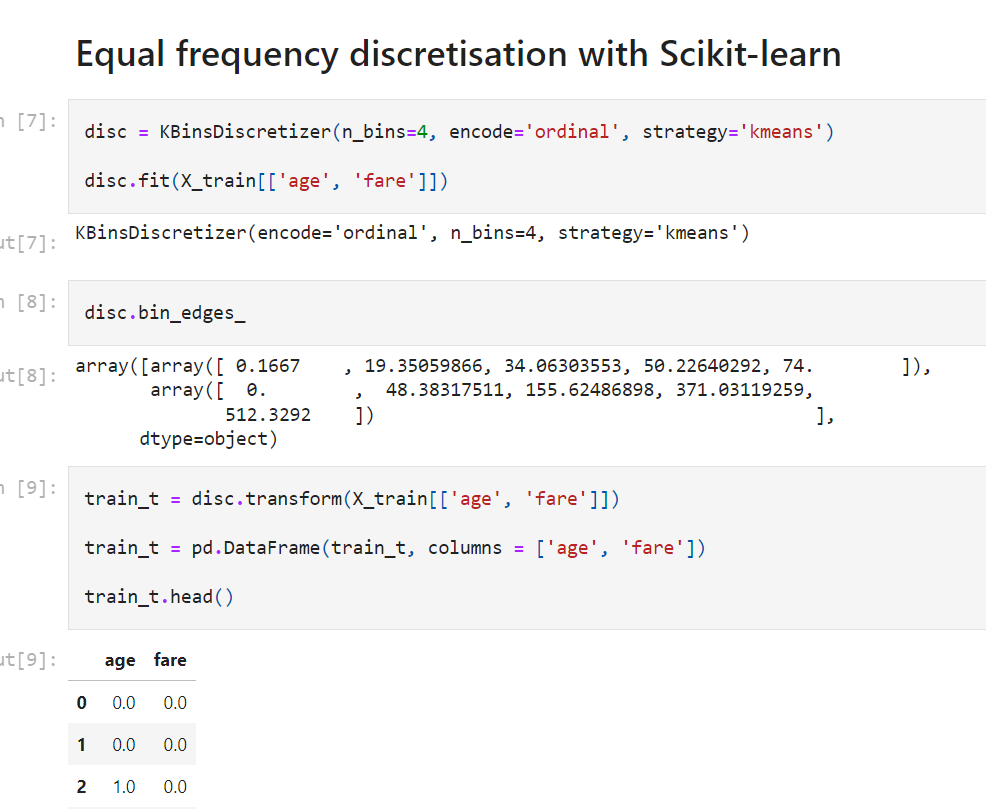 Equal frequency discretisation with Scikit-learn
n [7]:
disc = KBinsDiscretizer(n_bins=4, encode='ordinal', strategy='kmeans')
disc.fit(X_train[['age', 'fare']])
ut[7]:
KBinsDiscretizer(encode='ordinal', n_bins=4, strategy='kmeans')
n [8]:
disc.bin_edges_
ut[8]:
array([array([ 0.1667    , 19.35059866, 34.06303553, 50.22640292, 74.        ]),
       array([  0.        ,  48.38317511, 155.62486898, 371.03119259,
              512.3292    ])                                        ],
      dtype=object)
n [9]:
train_t = disc.transform(X_train[['age', 'fare']])
train_t = pd.DataFrame(train_t, columns = ['age', 'fare'])
train_t.head()
ut[9]:
age fare
0 0.0 0.0
1 0.0 0.0
2 1.0 0.0